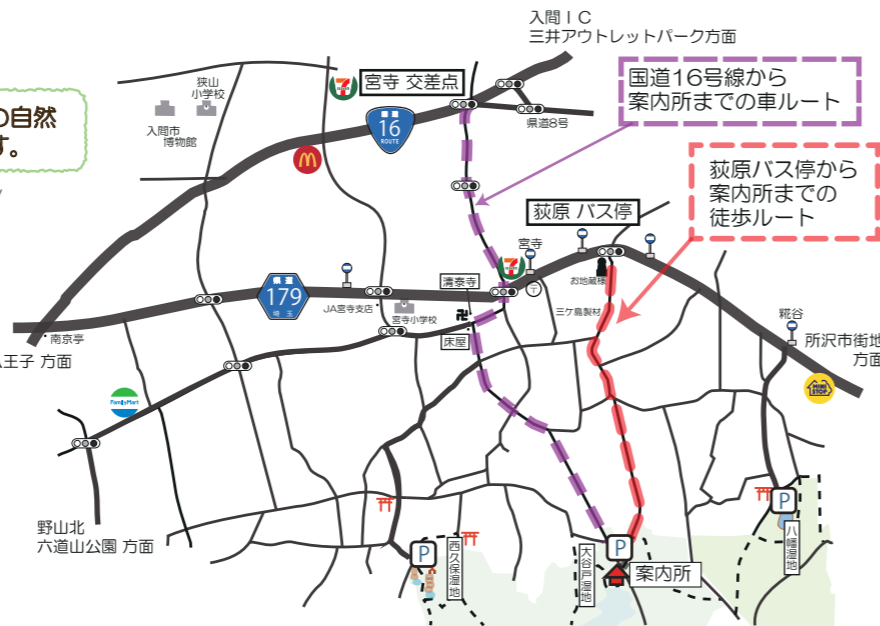 入間ＩＣ
三井アウトレットパーク方面
の自然
す。
狭山
小学校
入間市
博物館
宮寺 交差点
国道
16
ROUTE
県道8号
国道16号線から
案内所までの車ルート
荻原バス停から
案内所までの
徒歩ルート
荻原 バス停
宮寺
お地蔵様
県道
179
埼玉
JA宮寺支店
宮寺小学校
清泰寺
床屋
三ケ島製材
糀谷
所沢市街地
方面
MINI
STOP
南京亭
王子 方面
FamilyMart
野山北
六道山公園 方面
P
西久保湿地
大谷戸湿地
P
案内所
P
八幡湿地